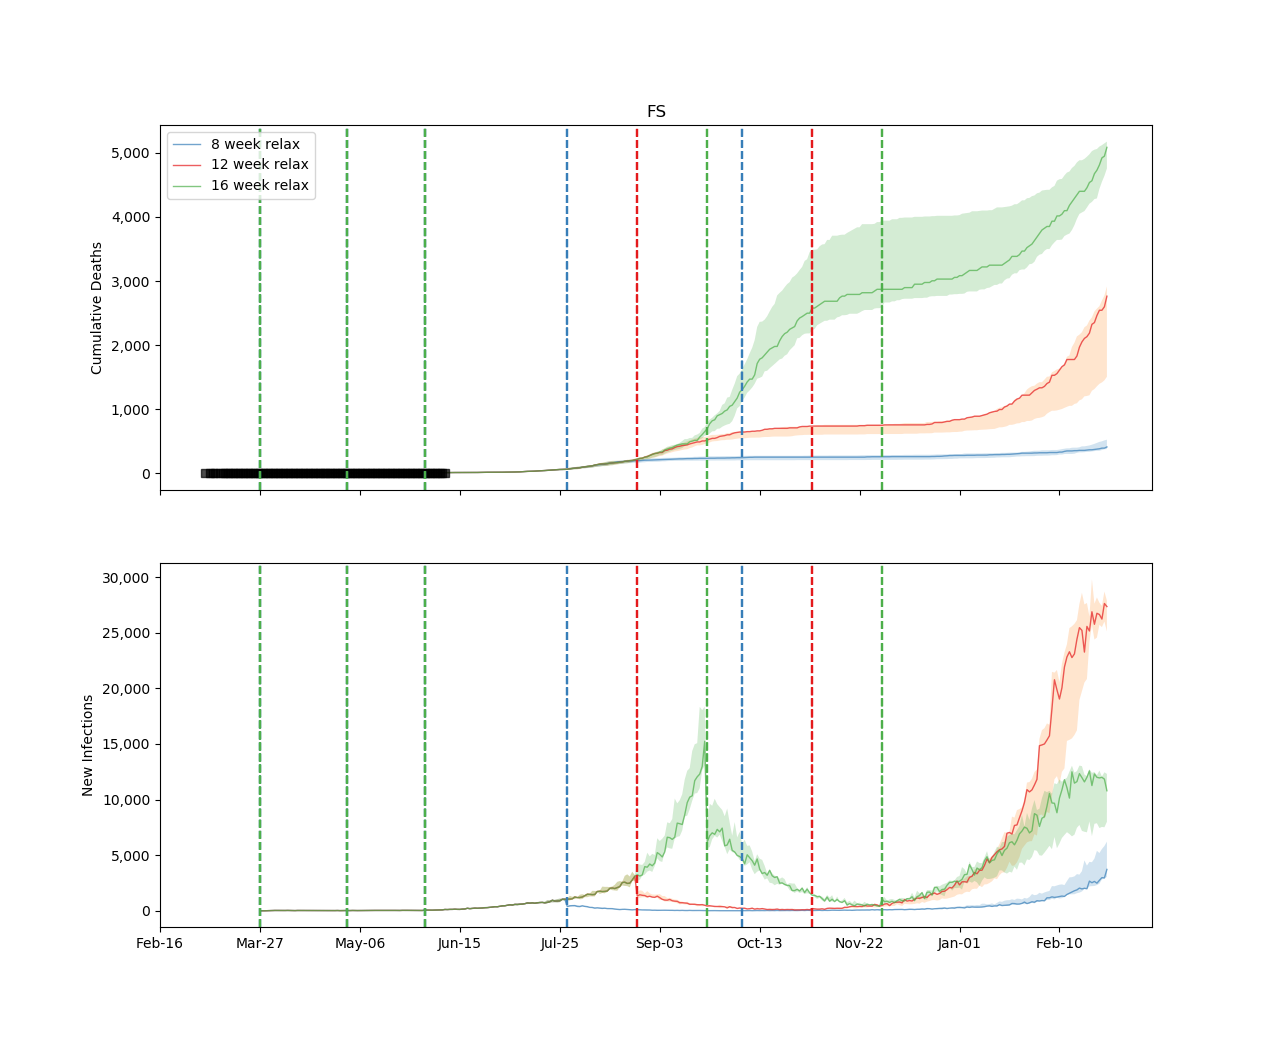 FS
8 week relax
12 week relax
16 week relax
Cumulative Deaths
5,000
4,000
3,000
2,000
1,000
0
New Infections
30,000
25,000
20,000
15,000
10,000
5,000
0
Feb-16 Mar-27 May-06 Jun-15 Jul-25 Sep-03 Oct-13 Nov-22 Jan-01 Feb-10